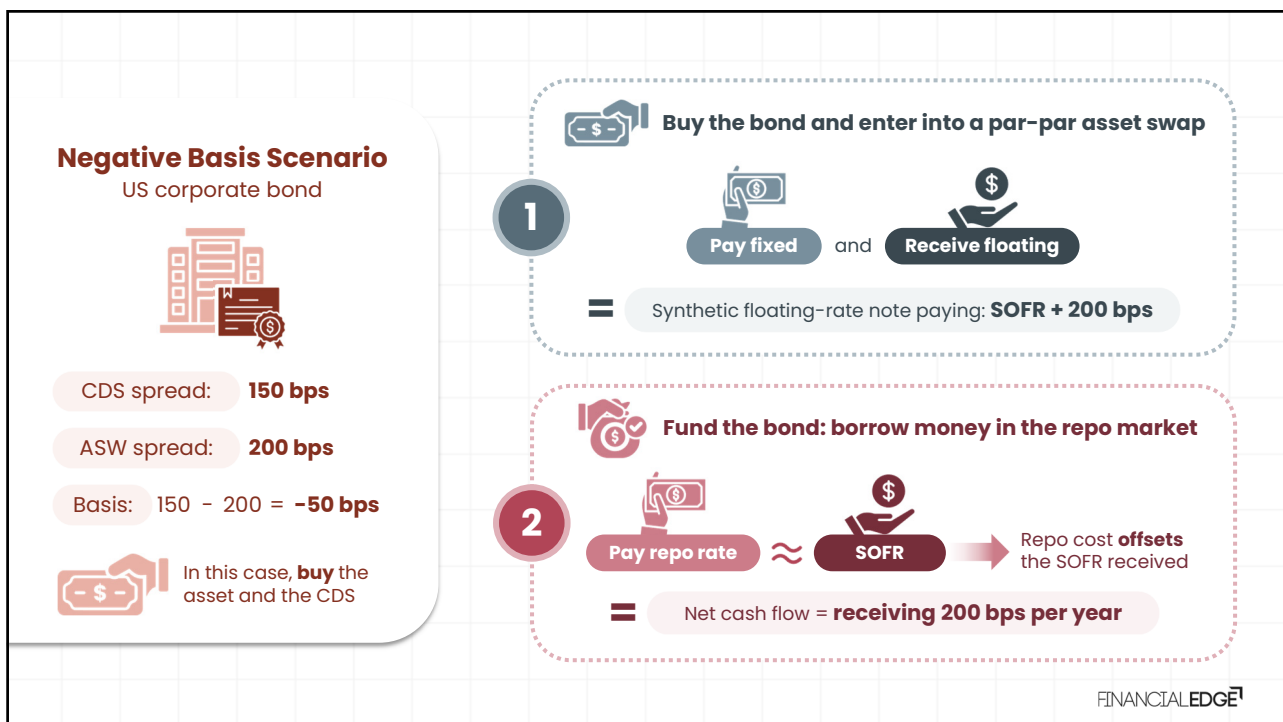 Negative Basis Scenario
US corporate bond
CDS spread: 150 bps
ASW spread: 200 bps
Basis: 150 - 200 = -50 bps
In this case, buy the
asset and the CDS
1
Buy the bond and enter into a par-par asset swap
Pay fixed and Receive floating
= Synthetic floating-rate note paying: SOFR + 200 bps
2
Fund the bond: borrow money in the repo market
Pay repo rate ≈ SOFR
Repo cost offsets
the SOFR received
= Net cash flow = receiving 200 bps per year
FINANCIALEDGE